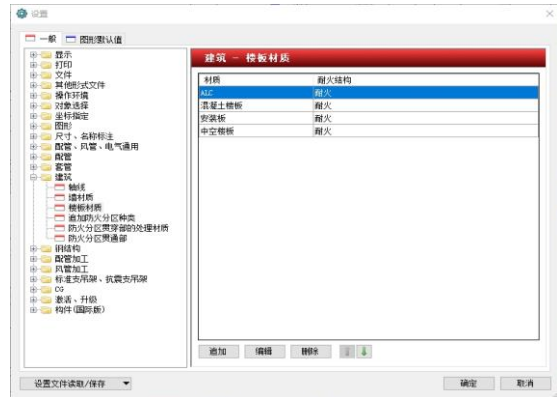 设置
一般 图形默认值
显示
打印
文件
其他形式文件
操作环境
对象选择
坐标指定
图形
尺寸、名称标注
配管、风管、电气通用
配管
套管
建筑
轴线
墙材质
楼板材质
追加防火分区种类
防火分区贯穿部的处理材质
防火分区贯通部
钢结构
配管加工
风管加工
标准支吊架、抗震支吊架
CG
激活、升级
构件(国际版)
建筑 - 楼板材质
材质 耐火结构
ALC 耐火
混凝土楼板 耐火
安装板 耐火
中空楼板 耐火
追加 编辑 删除
设置文件读取/保存 确定 取消